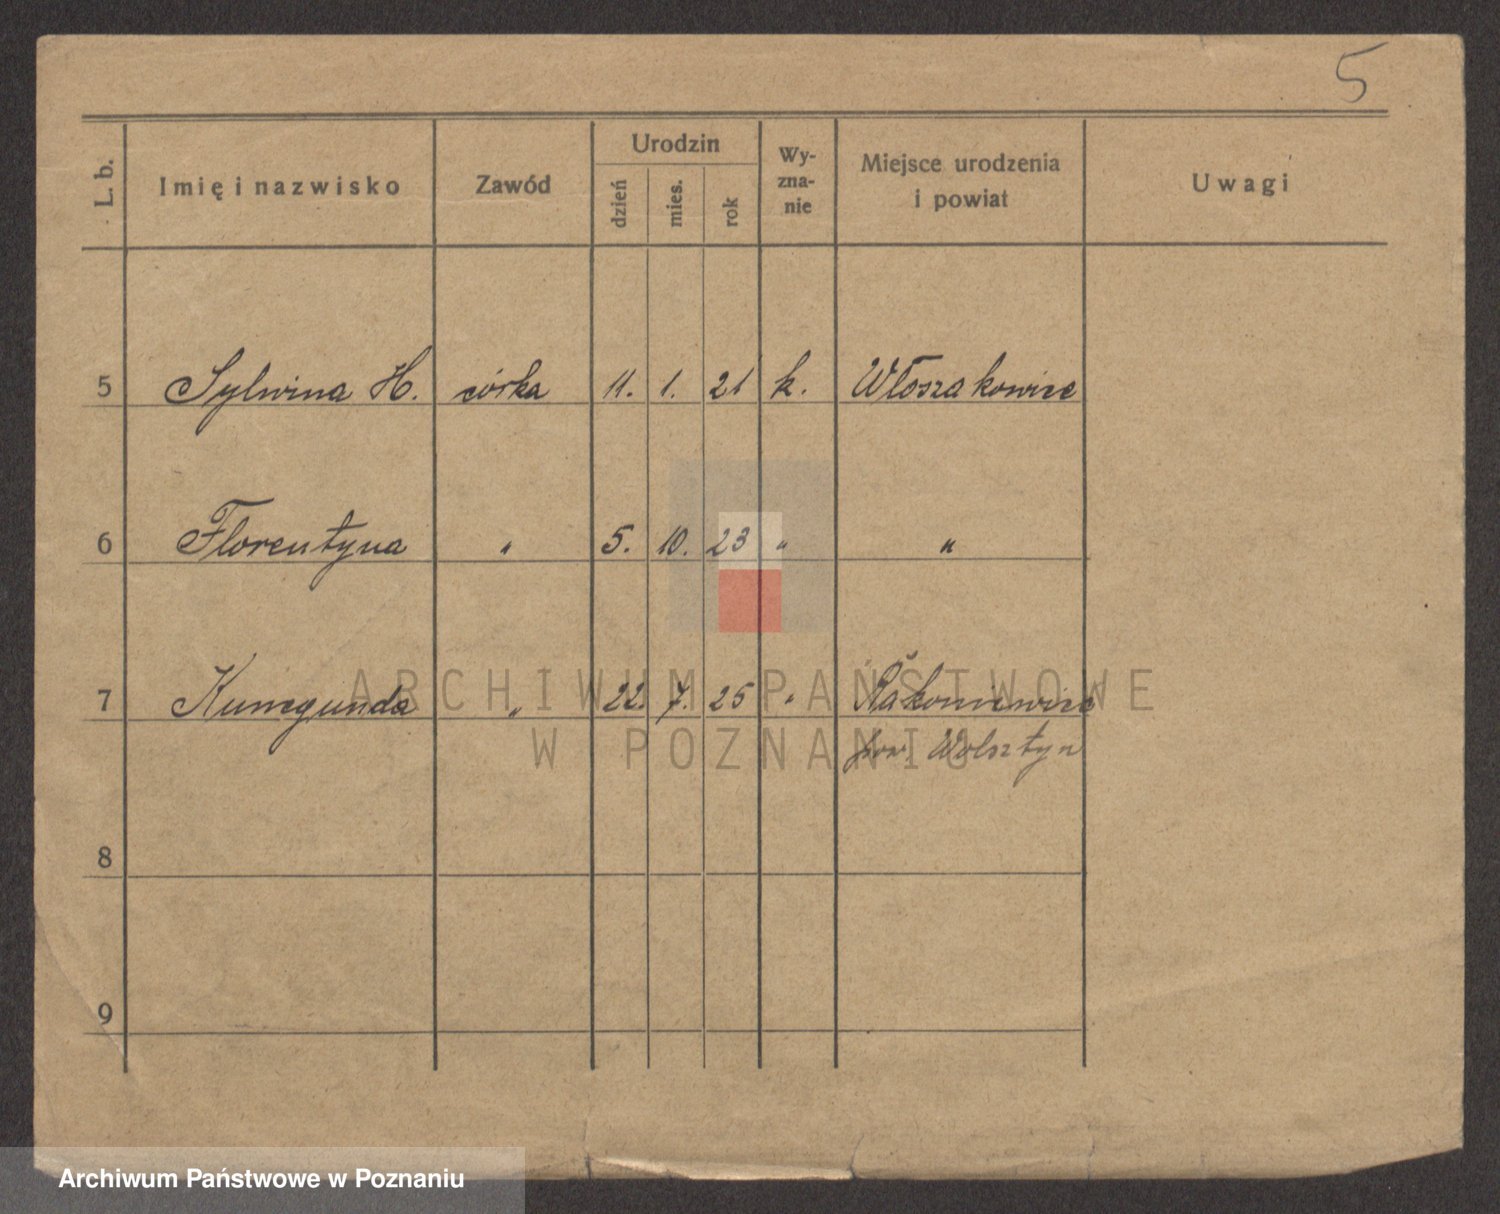 5
L. b.
Imię i nazwisko
Zawód
Urodzin
dzień
mies.
rok
Wy-
zna-
nie
Miejsce urodzenia
i powiat
Uwagi
5 Sylwina H. córka 11. 1. 21 k. Włoszakowice
6 Florentyna " 5. 10. 23 " "
7 Kunegunda " 22. 7. 25 " Rakoniewice
pow. Wolsztyn
8
9
ARCHIWUM PAŃSTWOWE
W POZNANIU
Archiwum Państwowe w Poznaniu